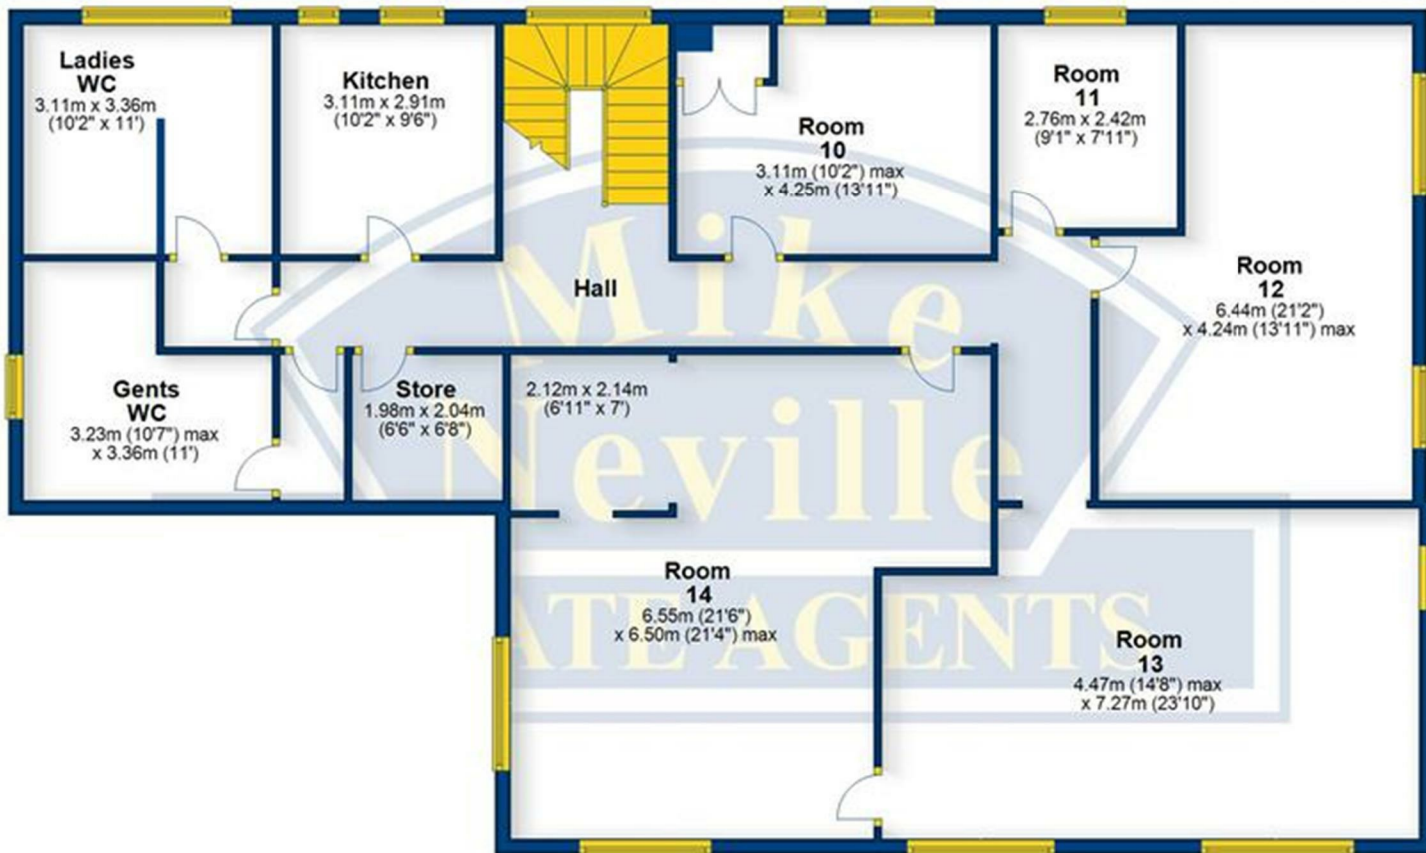 Ladies
WC
3.11m x 3.36m
(10'2" x 11')
Kitchen
3.11m x 2.91m
(10'2" x 9'6")
Room
10
3.11m (10'2") max
x 4.25m (13'11")
Room
11
2.76m x 2.42m
(9'1" x 7'11")
Room
12
6.44m (21'2")
x 4.24m (13'11") max
Hall
Gents
WC
3.23m (10'7") max
x 3.36m (11')
Store
1.98m x 2.04m
(6'6" x 6'8")
2.12m x 2.14m
(6'11" x 7')
Room
14
6.55m (21'6")
x 6.50m (21'4") max
Room
13
4.47m (14'8") max
x 7.27m (23'10")
Mike
Neville
ATE AGENTS